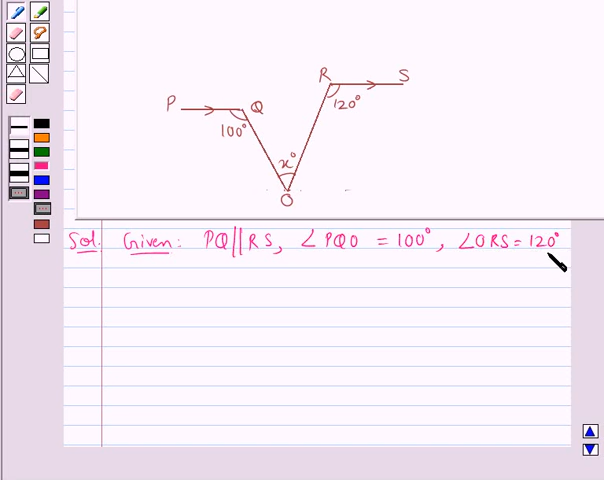 R S
P Q
120°
100°
x°
O
Sol. Given: PQ||RS, ∠PQO = 100°, ∠ORS = 120°